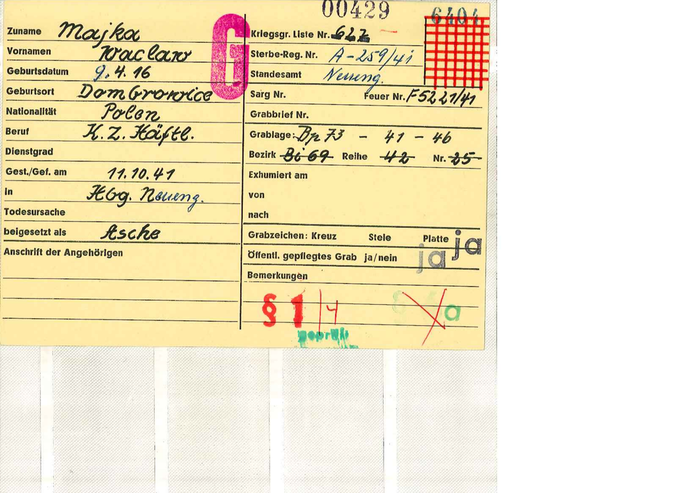 00429
6404
G
Zuname Majka
Vornamen Waclaw
Geburtsdatum 9.4.16
Geburtsort Dombrowice
Nationalität Polen
Beruf K.Z. Häftl.
Dienstgrad
Gest./Gef. am 11.10.41
in Hbg. Neueng.
Todesursache
beigesetzt als Asche
Anschrift der Angehörigen
Kriegsgr. Liste Nr. 627
Sterbe-Reg. Nr. A-259/41
Standesamt Neueng.
Sarg Nr. Feuer Nr. F5221/41
Grabbrief Nr.
Grablage: Bp 73 - 41 - 46
Bezirk Bi 69 Reihe 42 Nr. 25
Exhumiert am
von
nach
Grabzeichen: Kreuz Stele Platte ja
Öffentl. gepflegtes Grab ja/nein ja
Bemerkungen
§ 1/4
a
geprüft